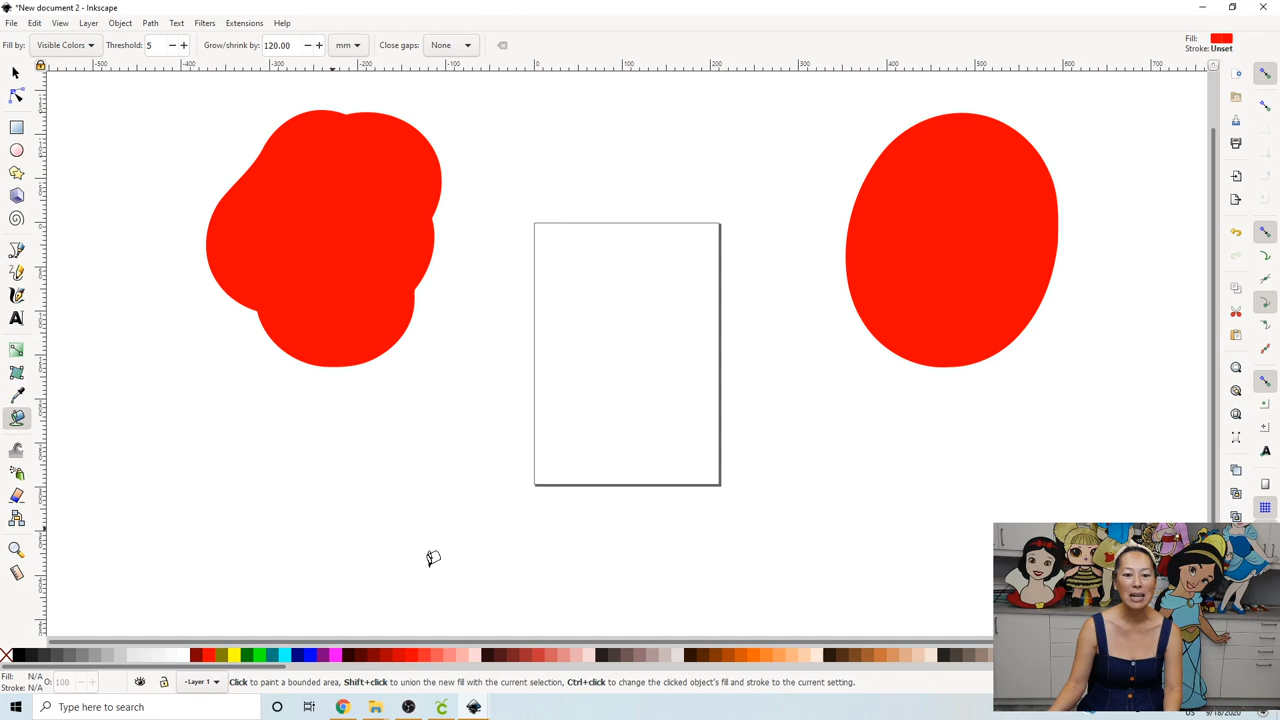 *New document 2 - Inkscape
File Edit View Layer Object Path Text Filters Extensions Help
Fill by: Visible Colors Threshold: 5 Grow/shrink by: 120.00 mm Close gaps: None Fill:
Stroke: Unset
-500 -400 -300 -200 -100 0 100 200 300 400 500 600 700
Fill: N/A O: 100 -Layer 1 Click to paint a bounded area, Shift+click to union the new fill with the current selection, Ctrl+click to change the clicked object's fill and stroke to the current setting.
Stroke: N/A
Type here to search
US 9/18/2020